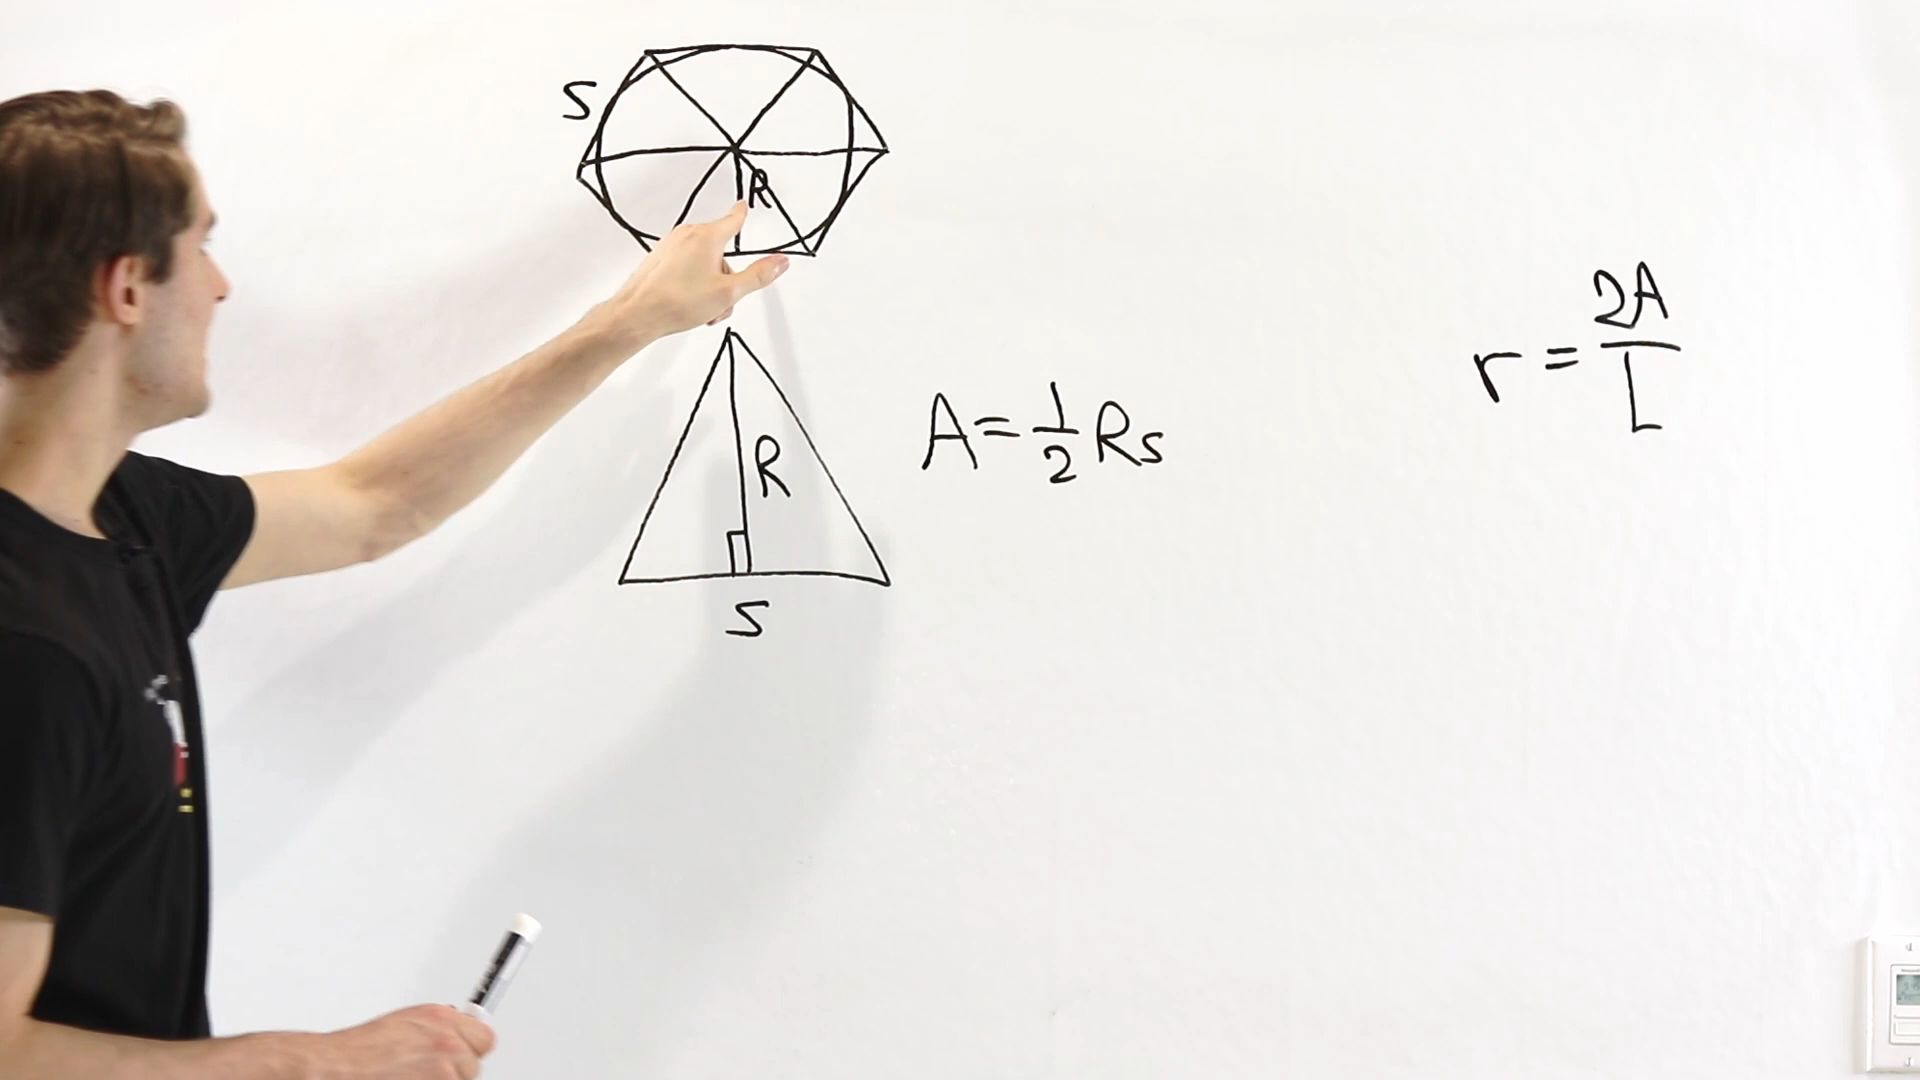 S
R
R
S
A = 1/2 Rs
r = 2A/L